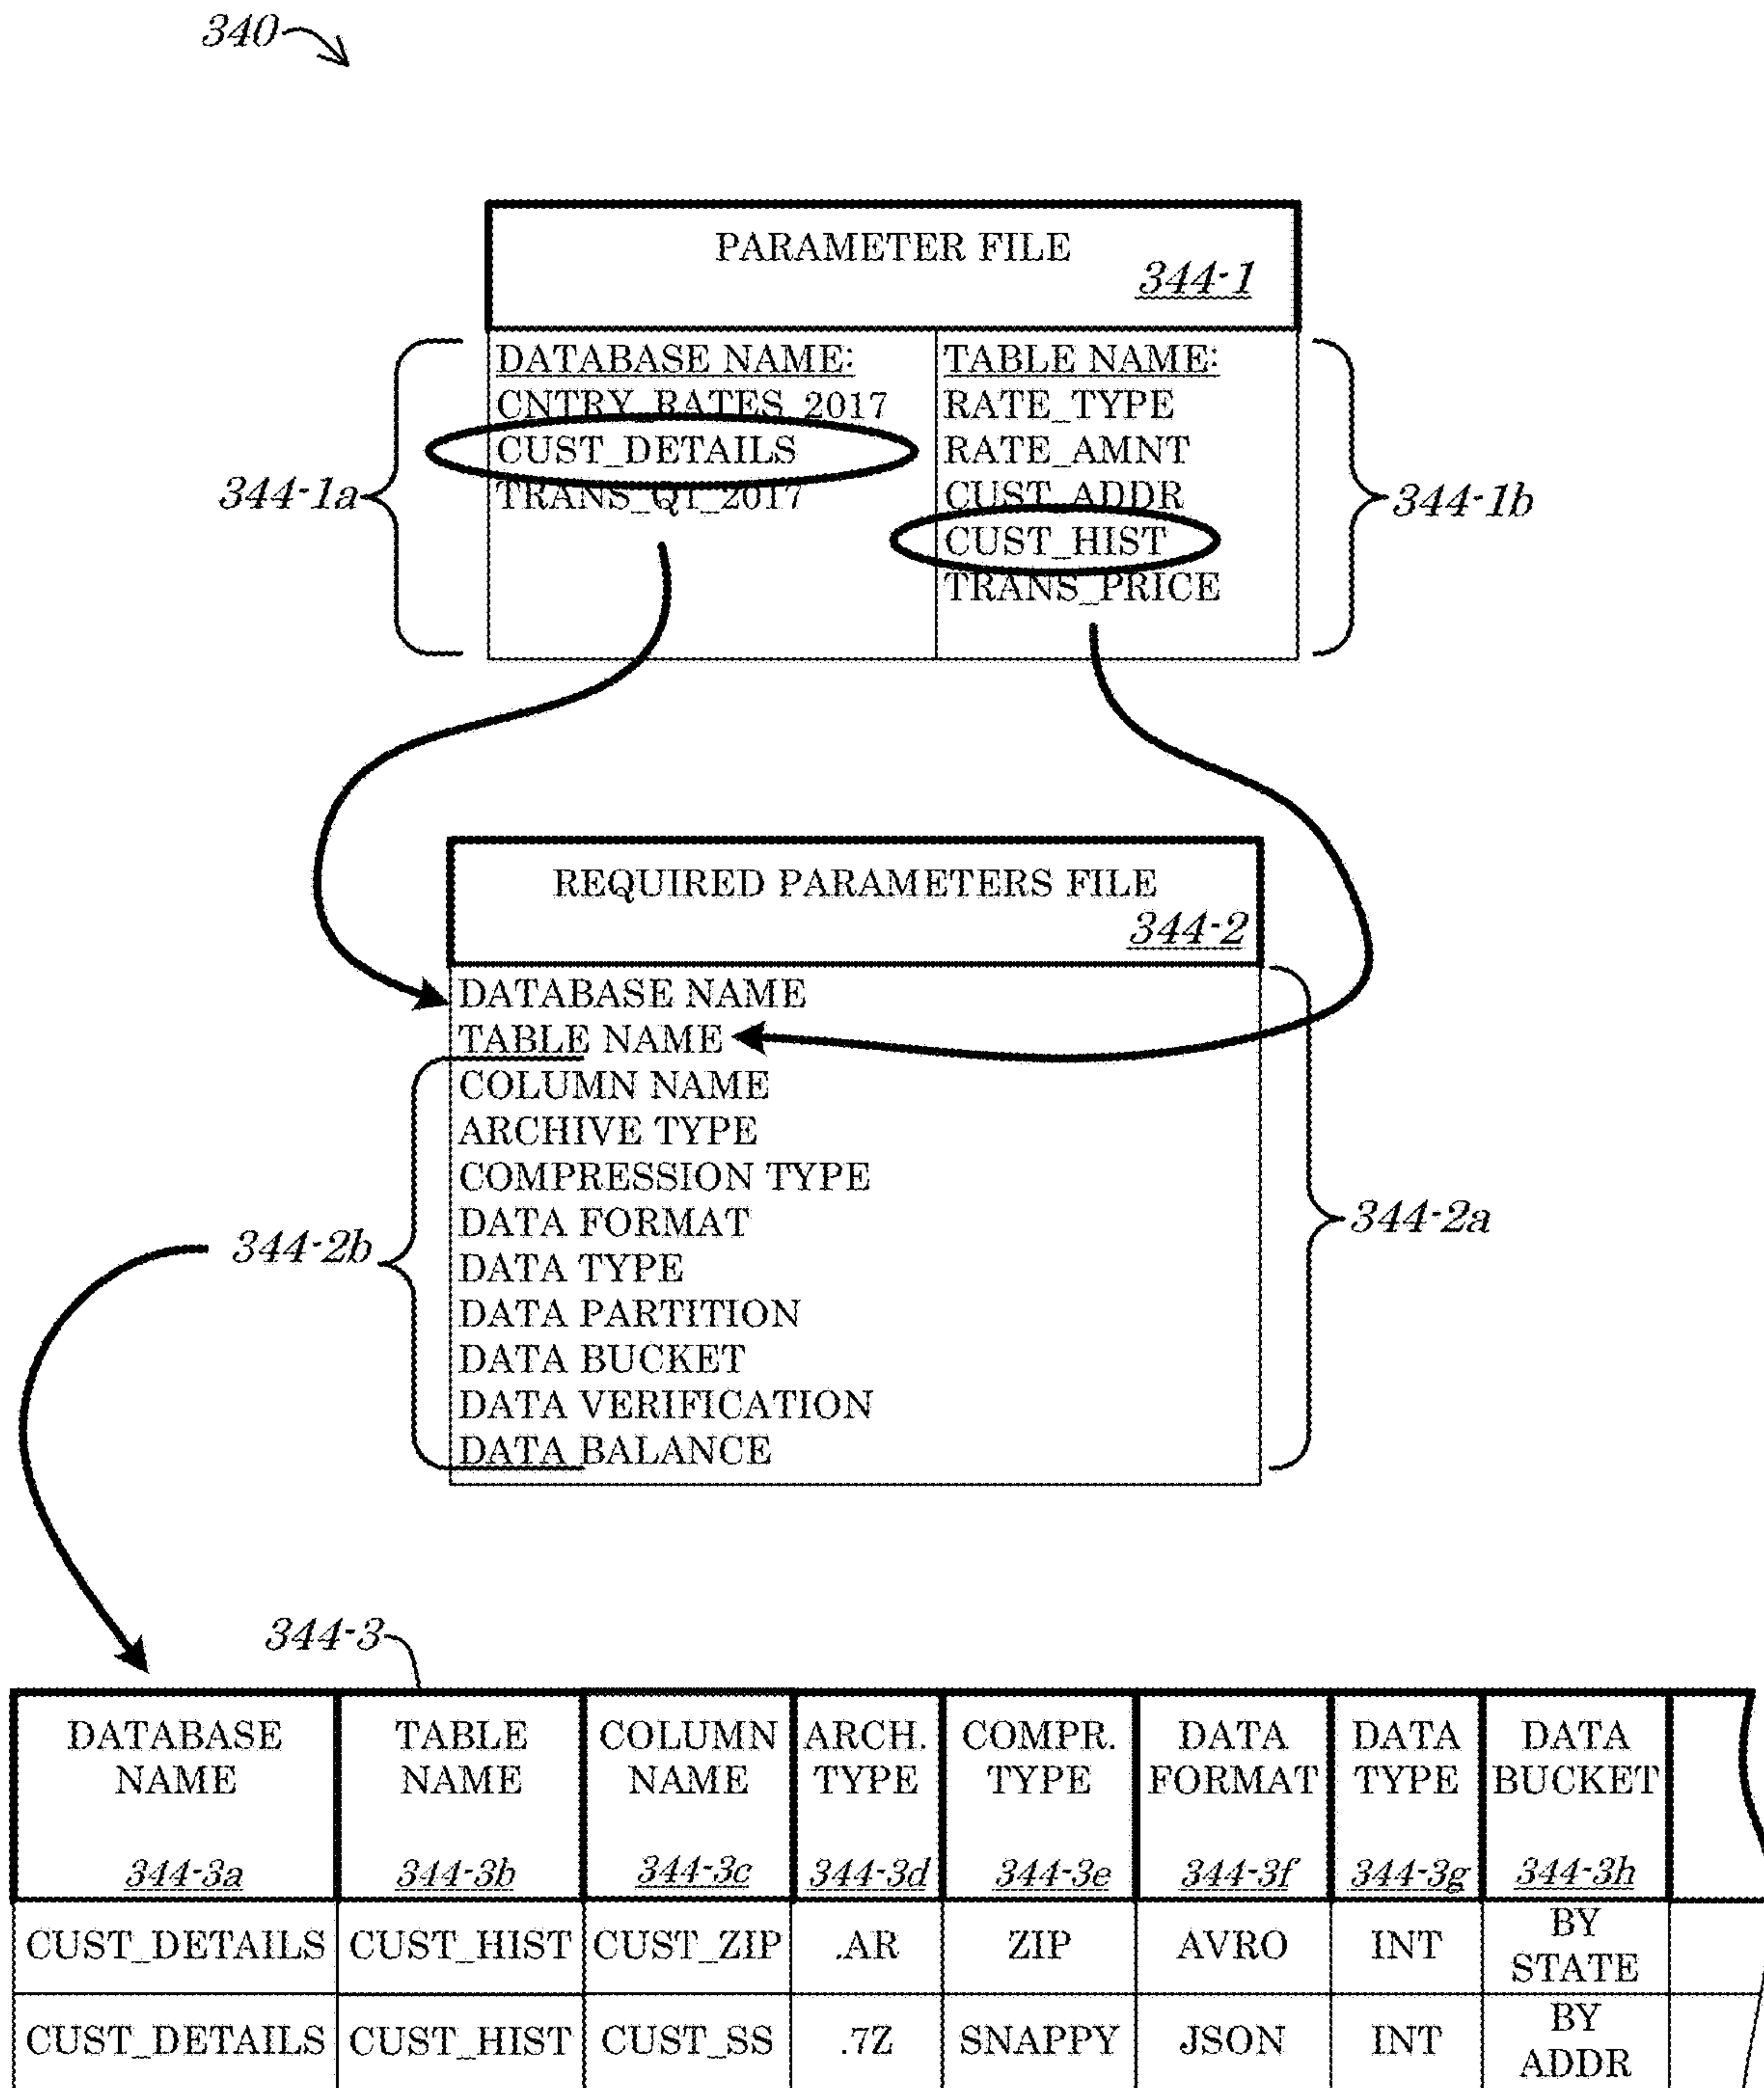 340
PARAMETER FILE
344-1
DATABASE NAME:
CNTRY_RATES_2017
CUST_DETAILS
TRANS_Q1_2017
TABLE NAME:
RATE_TYPE
RATE_AMNT
CUST_ADDR
CUST_HIST
TRANS_PRICE
344-1a
344-1b
REQUIRED PARAMETERS FILE
344-2
DATABASE NAME
TABLE NAME
COLUMN NAME
ARCHIVE TYPE
COMPRESSION TYPE
DATA FORMAT
DATA TYPE
DATA PARTITION
DATA BUCKET
DATA VERIFICATION
DATA BALANCE
344-2b
344-2a
344-3
DATABASE
NAME
344-3a
TABLE
NAME
344-3b
COLUMN
NAME
344-3c
ARCH.
TYPE
344-3d
COMPR.
TYPE
344-3e
DATA
FORMAT
344-3f
DATA
TYPE
344-3g
DATA
BUCKET
344-3h
CUST_DETAILS
CUST_HIST
CUST_ZIP
.AR
ZIP
AVRO
INT
BY
STATE
CUST_DETAILS
CUST_HIST
CUST_SS
.7Z
SNAPPY
JSON
INT
BY
ADDR